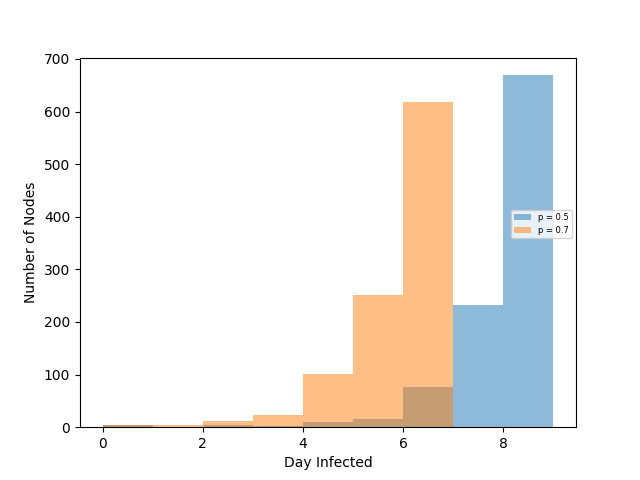 700
600
500
400
300
200
100
0
Number of Nodes
p = 0.5
p = 0.7
0 2 4 6 8
Day Infected